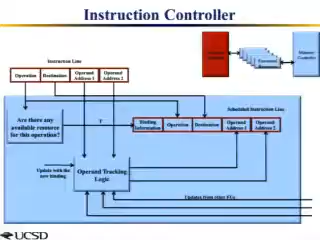 Instruction Controller
Instruction Line
Operation Destination Operand Address 1 Operand Address 2
Scheduled Instruction Line
Are there any
available resource
for this operation?
Y
Binding Information Operation Destination Operand Address 1 Operand Address 2
Update with the
new binding
Operand Tracking
Logic
Updates from other FUs
UCSD